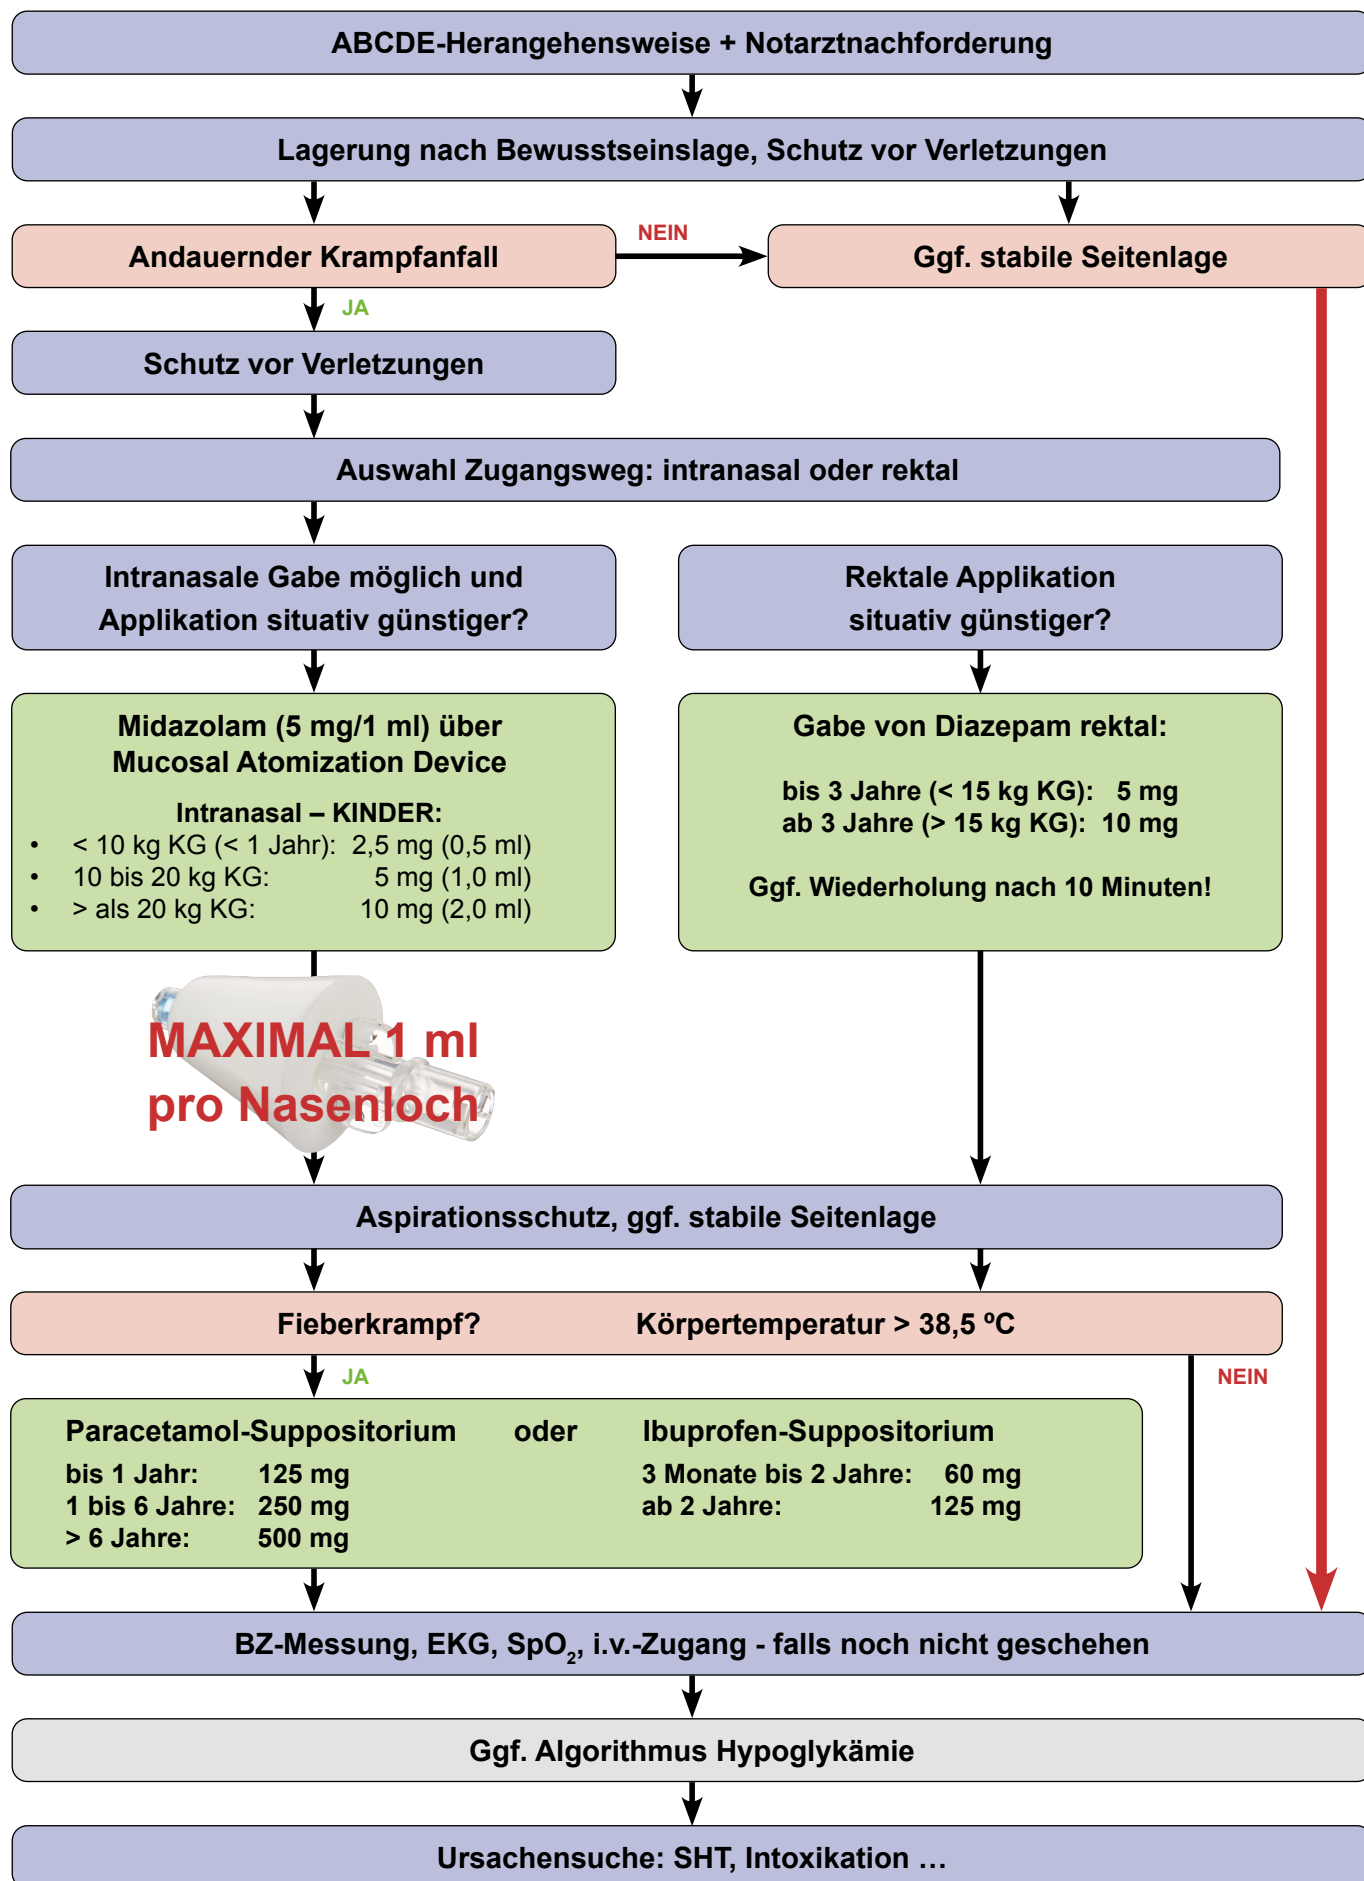 ABCDE-Herangehensweise + Notarztnachforderung
Lagerung nach Bewusstseinslage, Schutz vor Verletzungen
Andauernder Krampfanfall
NEIN
Ggf. stabile Seitenlage
JA
Schutz vor Verletzungen
Auswahl Zugangsweg: intranasal oder rektal
Intranasale Gabe möglich und
Applikation situativ günstiger?
Rektale Applikation
situativ günstiger?
Midazolam (5 mg/1 ml) über
Mucosal Atomization Device
Intranasal – KINDER:
• < 10 kg KG (< 1 Jahr): 2,5 mg (0,5 ml)
• 10 bis 20 kg KG: 5 mg (1,0 ml)
• > als 20 kg KG: 10 mg (2,0 ml)
Gabe von Diazepam rektal:
bis 3 Jahre (< 15 kg KG): 5 mg
ab 3 Jahre (> 15 kg KG): 10 mg
Ggf. Wiederholung nach 10 Minuten!
MAXIMAL 1 ml
pro Nasenloch
Aspirationsschutz, ggf. stabile Seitenlage
Fieberkrampf? Körpertemperatur > 38,5 ºC
JA
NEIN
Paracetamol-Suppositorium oder Ibuprofen-Suppositorium
bis 1 Jahr: 125 mg
1 bis 6 Jahre: 250 mg
> 6 Jahre: 500 mg
3 Monate bis 2 Jahre: 60 mg
ab 2 Jahre: 125 mg
BZ-Messung, EKG, SpO₂, i.v.-Zugang - falls noch nicht geschehen
Ggf. Algorithmus Hypoglykämie
Ursachensuche: SHT, Intoxikation …